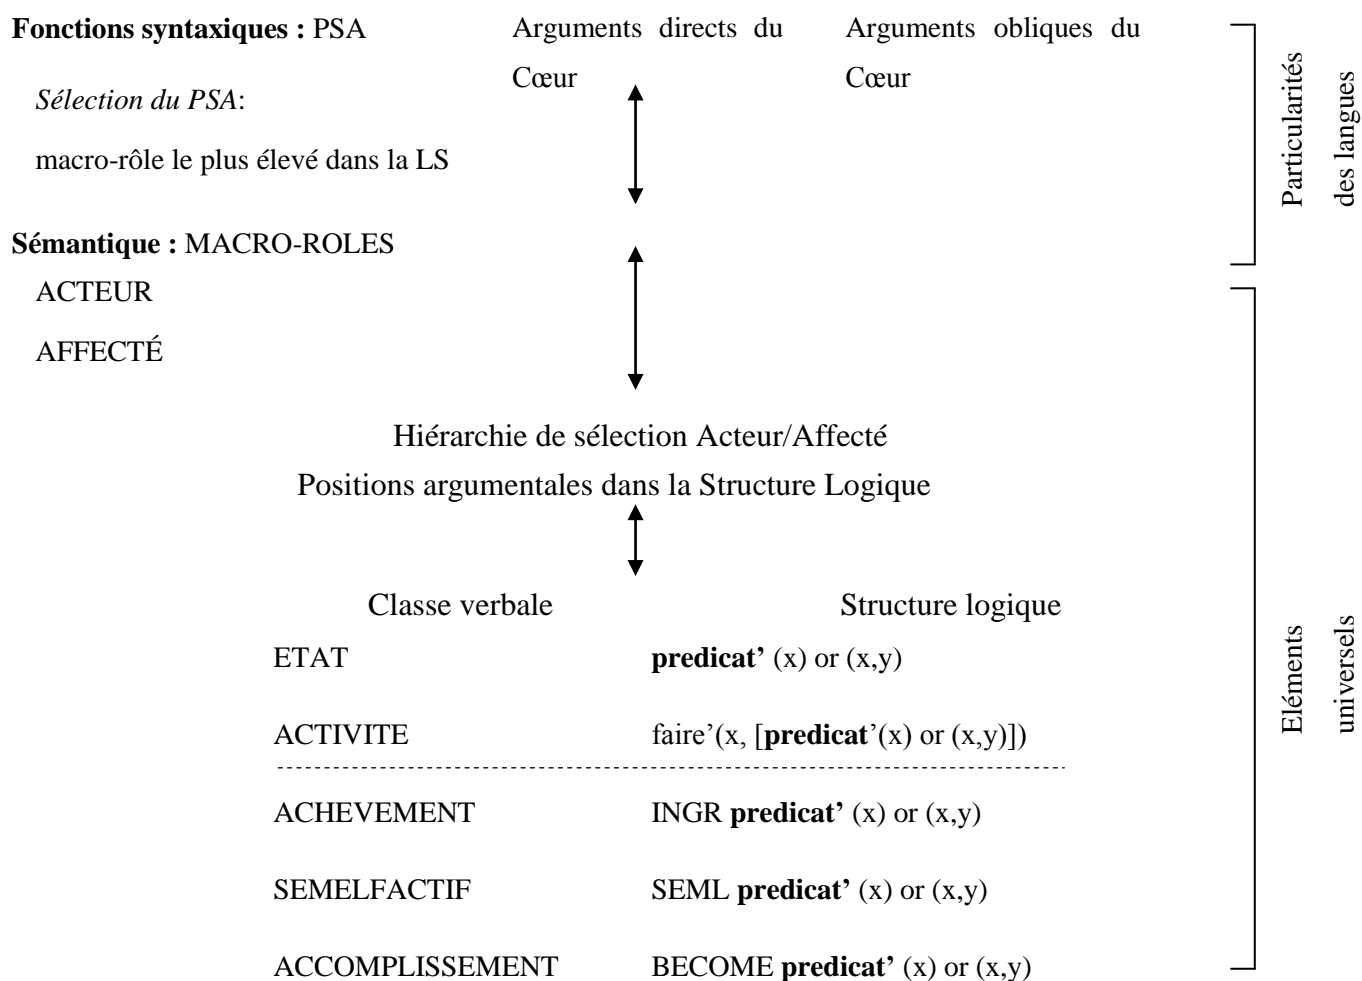 Fonctions syntaxiques : PSA
Arguments directs du
Cœur
Arguments obliques du
Cœur
Sélection du PSA:
macro-rôle le plus élevé dans la LS
Particularités
des langues
Sémantique : MACRO-ROLES
ACTEUR
AFFECTÉ
Hiérarchie de sélection Acteur/Affecté
Positions argumentales dans la Structure Logique
Classe verbale Structure logique
ETAT predicat’ (x) or (x,y)
ACTIVITE faire’(x, [predicat’(x) or (x,y)])
ACHEVEMENT INGR predicat’ (x) or (x,y)
SEMELFACTIF SEML predicat’ (x) or (x,y)
ACCOMPLISSEMENT BECOME predicat’ (x) or (x,y)
Eléments
universels